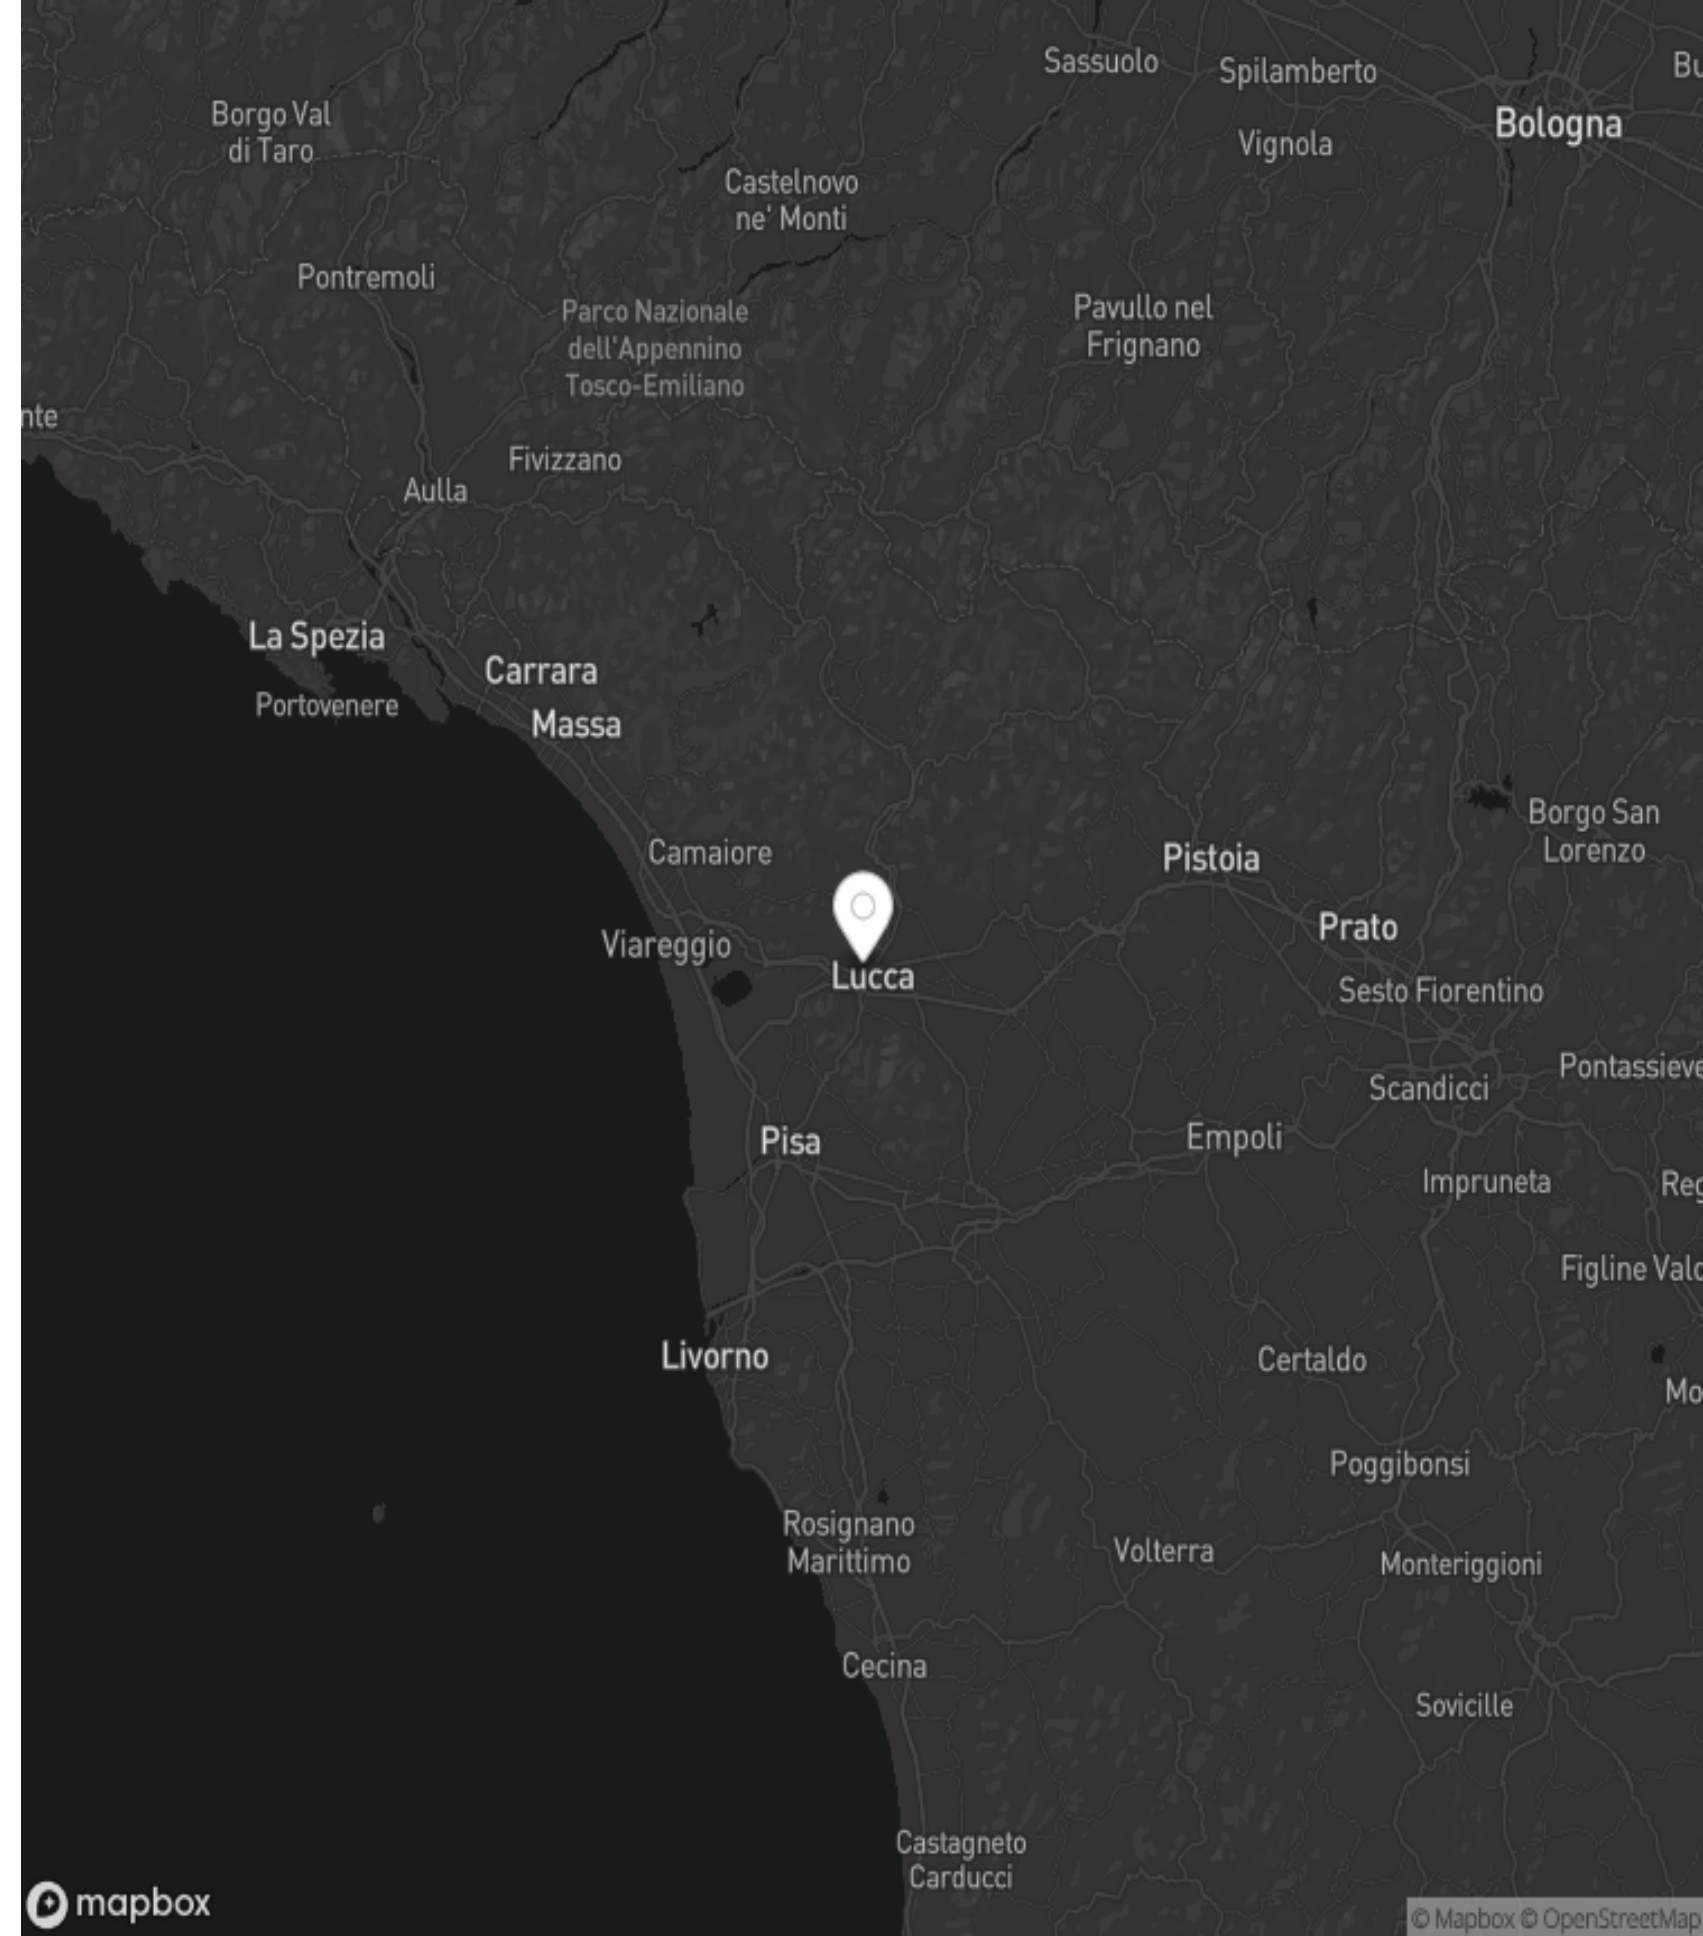 Sassuolo
Spilamberto
Bu
Borgo Val
di Taro
Bologna
Vignola
Castelnovo
ne' Monti
Pontremoli
Parco Nazionale
dell'Appennino
Tosco-Emiliano
Pavullo nel
Frignano
nte
Fivizzano
Aulla
La Spezia
Carrara
Portovenere
Massa
Borgo San
Lorenzo
Camaiore
Pistoia
Prato
Viareggio
Lucca
Sesto Fiorentino
Pontassieve
Scandicci
Pisa
Empoli
Impruneta
Reg
Figline Vald
Livorno
Certaldo
Mo
Poggibonsi
Rosignano
Marittimo
Volterra
Monteriggioni
Cecina
Sovicille
Castagneto
Carducci
mapbox
© Mapbox © OpenStreetMap